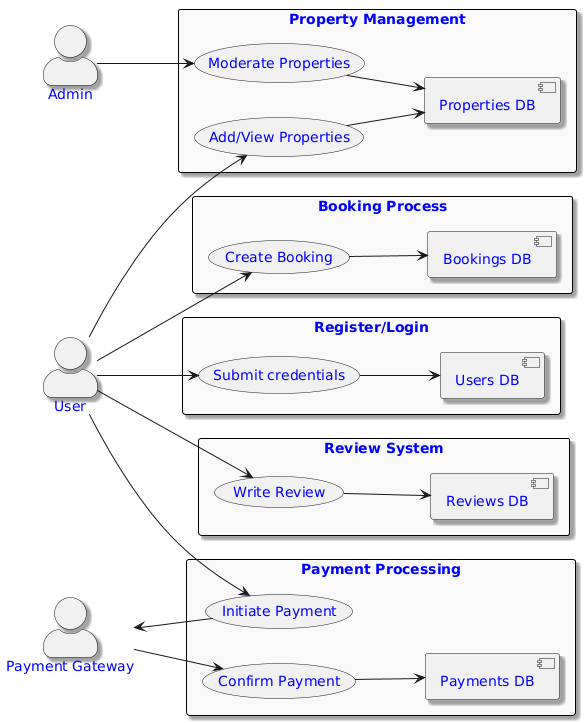 Property Management
Admin
Moderate Properties
Properties DB
Add/View Properties
Booking Process
Create Booking
Bookings DB
Register/Login
User
Submit credentials
Users DB
Review System
Write Review
Reviews DB
Payment Processing
Initiate Payment
Payment Gateway
Confirm Payment
Payments DB